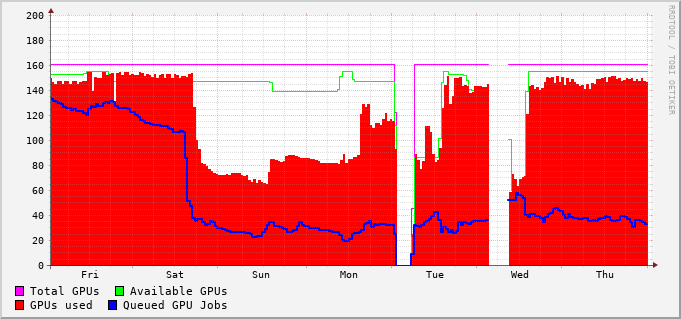 200
180
160
140
120
100
80
60
40
20
0
Fri Sat Sun Mon Tue Wed Thu
Total GPUs Available GPUs
GPUs used Queued GPU Jobs
RRDTOOL / TOBI OETIKER